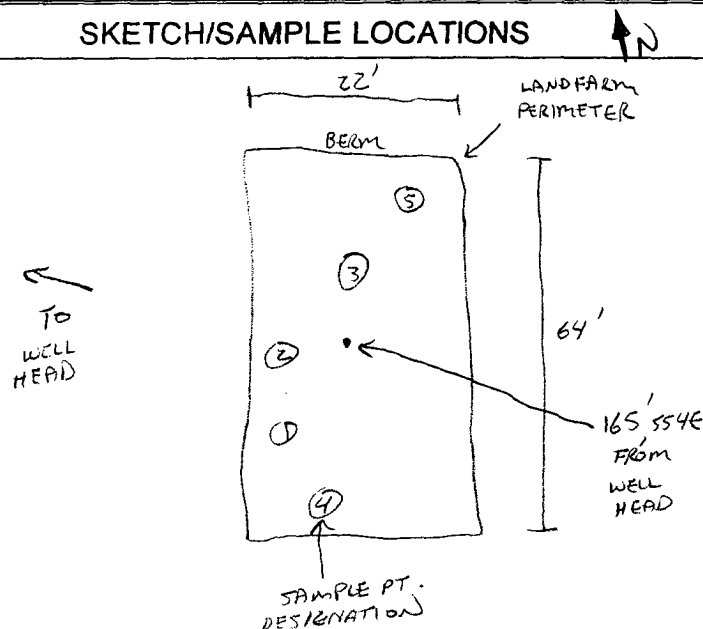 SKETCH/SAMPLE LOCATIONS
N
22'
LANDFARM
PERIMETER
BERM
5
3
TO
WELL
HEAD
64'
2
165' S54E
FROM
WELL
HEAD
1
4
SAMPLE PT.
DESIGNATION